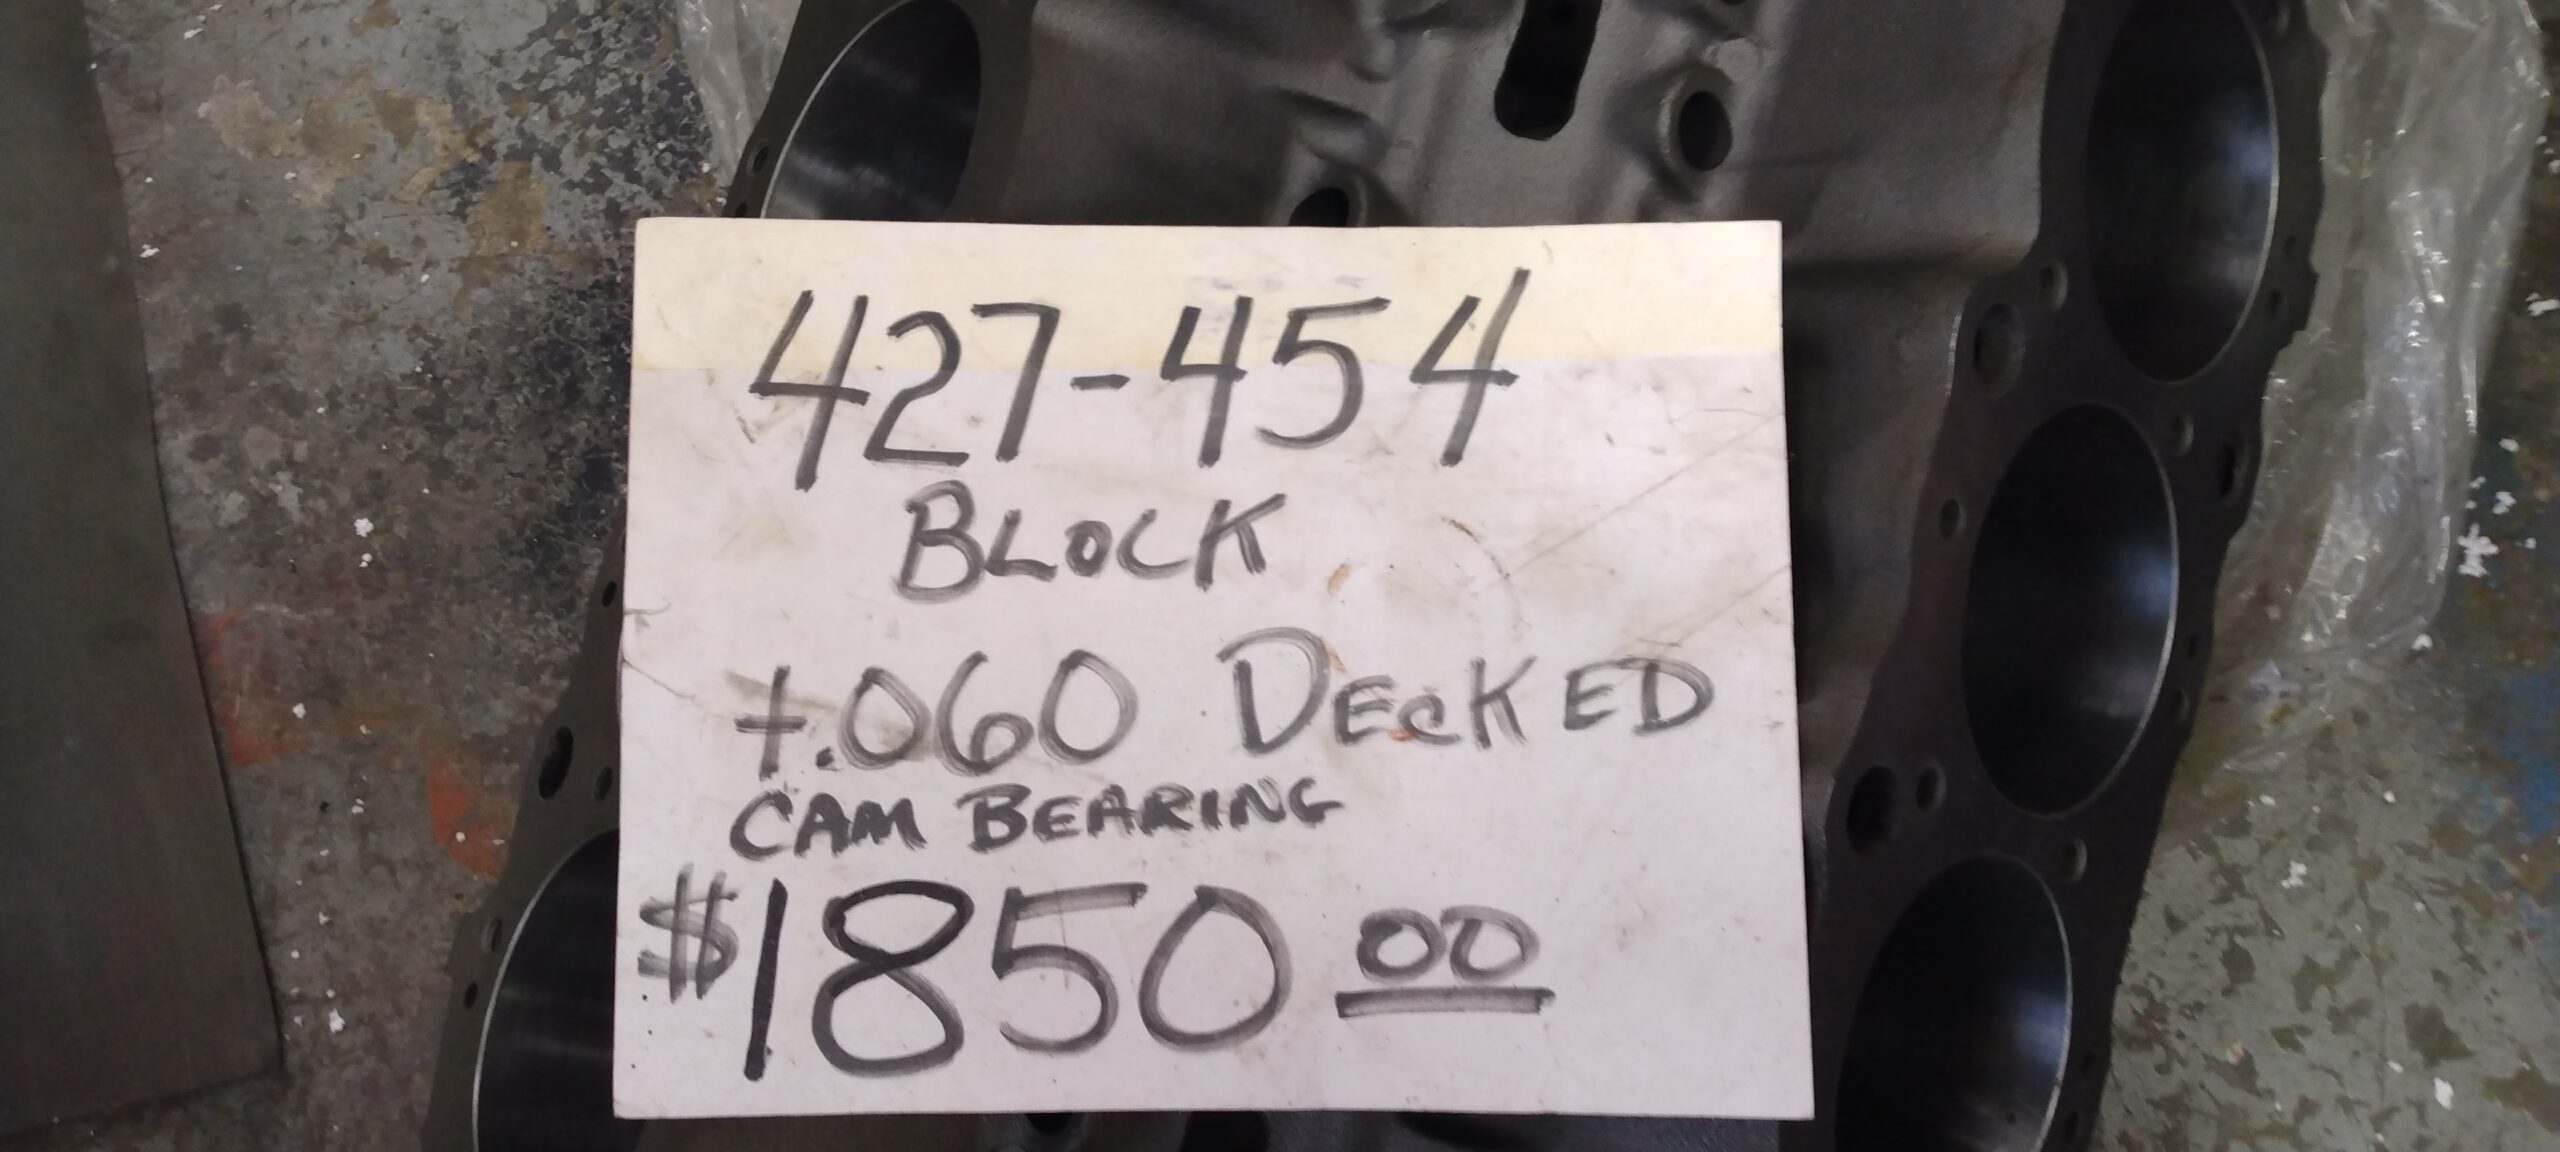 427-454
BLOCK
+.060 DECKED
CAM BEARING
$1850 00